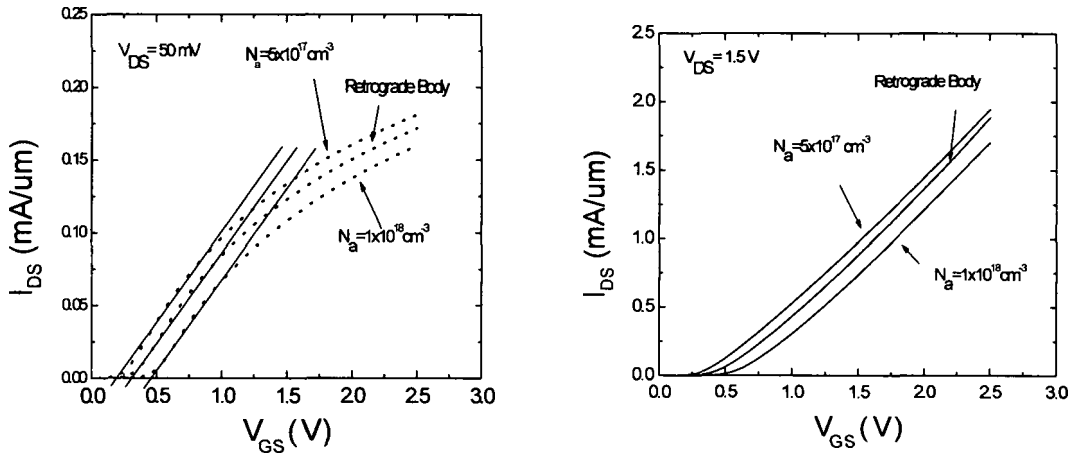 V_DS = 50 mV
N_a=5x10^17 cm^-3
Retrograde Body
N_a=1x10^18 cm^-3
0.25
0.20
0.15
0.10
0.05
0.00
I_DS (mA/um)
0.0 0.5 1.0 1.5 2.0 2.5 3.0
V_GS (V)
V_DS = 1.5 V
Retrograde Body
N_a=5x10^17 cm^-3
N_a=1x10^18 cm^-3
2.5
2.0
1.5
1.0
0.5
0.0
I_DS (mA/um)
0.0 0.5 1.0 1.5 2.0 2.5 3.0
V_GS (V)